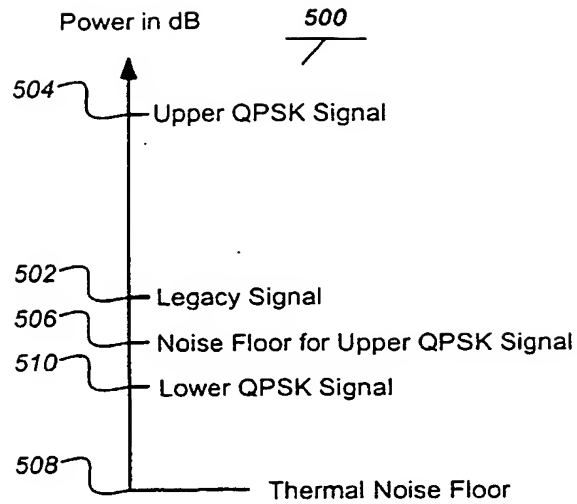 Power in dB 500
504 Upper QPSK Signal
502 Legacy Signal
506 Noise Floor for Upper QPSK Signal
510 Lower QPSK Signal
508 Thermal Noise Floor